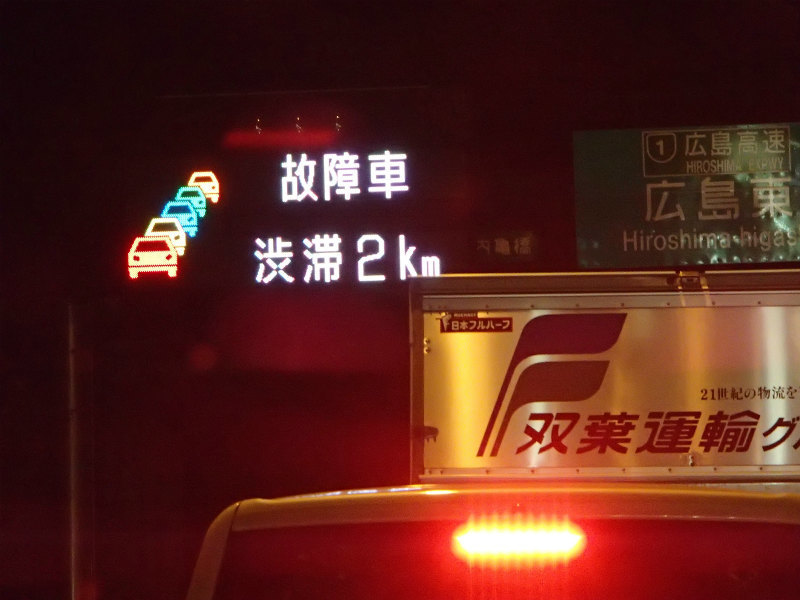 故障車
渋滞2km
1 広島高速
HIROSHIMA EXPWY
広島東
Hiroshima-higas
日本フルハーフ
21世紀の物流を
双葉運輸グル